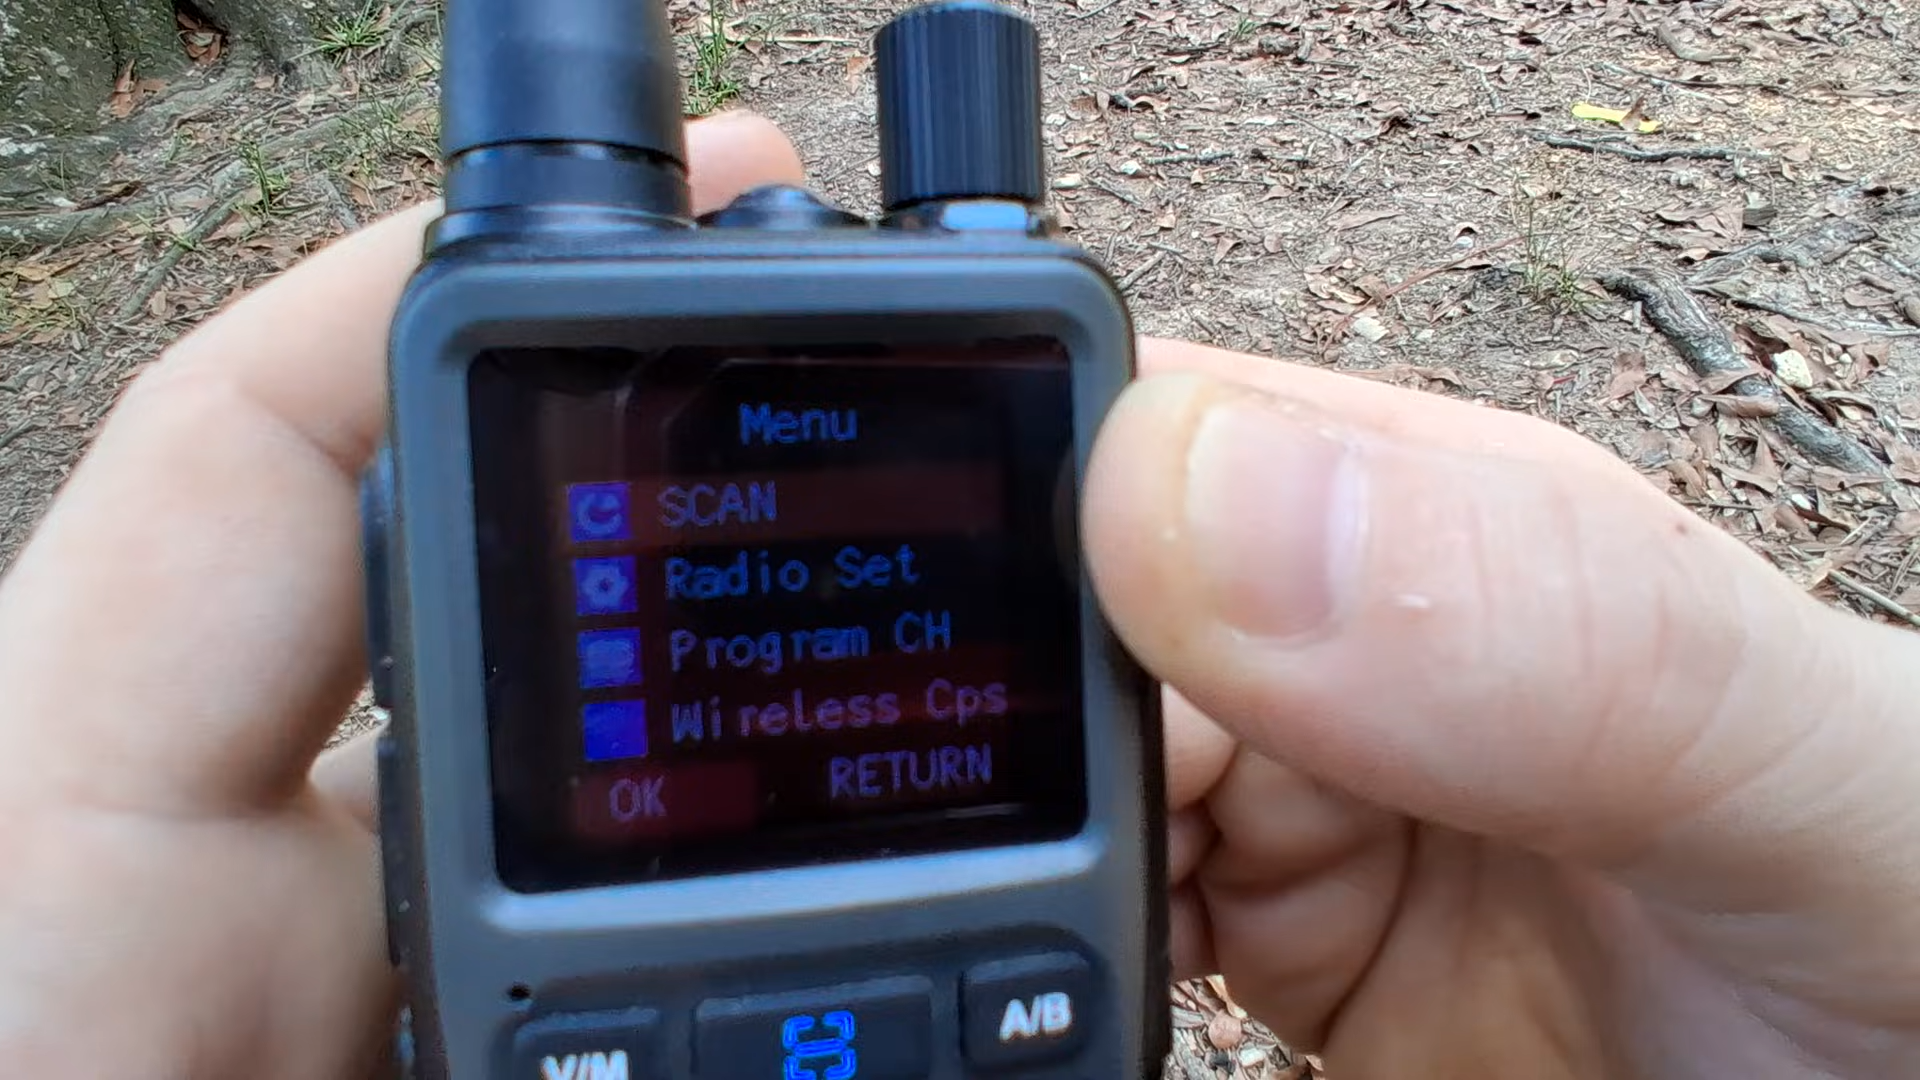 Menu
SCAN
Radio Set
Program CH
Wireless Cps
OK RETURN
V/M A/B